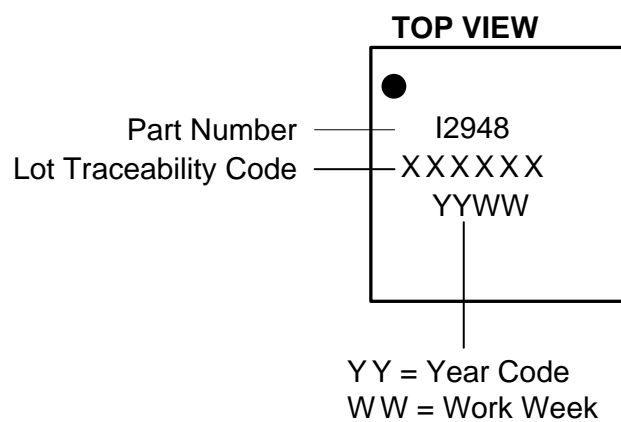 TOP VIEW
Part Number
I2948
Lot Traceability Code
XXXXXX
YYWW
YY = Year Code
WW = Work Week